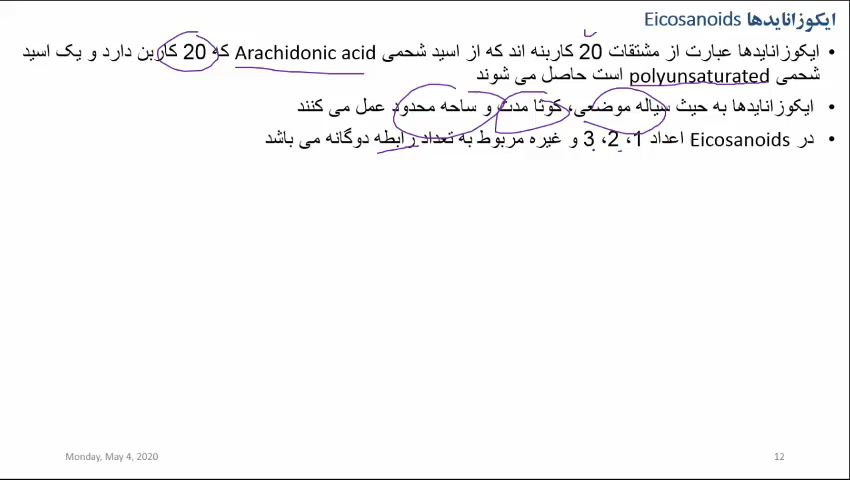 ایکوزانایدها Eicosanoids
• ایکوزانایدها عبارت از مشتقات 20 کاربنه اند که از اسید شحمی Arachidonic acid که 20 کاربن دارد و یک اسید
شحمی polyunsaturated است حاصل می شوند
• ایکوزانایدها به حیث سیاله موضعی، کوتا مدت و ساحه محدود عمل می کنند
• در Eicosanoids اعداد 1، 2، 3 و غیره مربوط به تعداد رابطه دوگانه می باشد
Monday, May 4, 2020
12